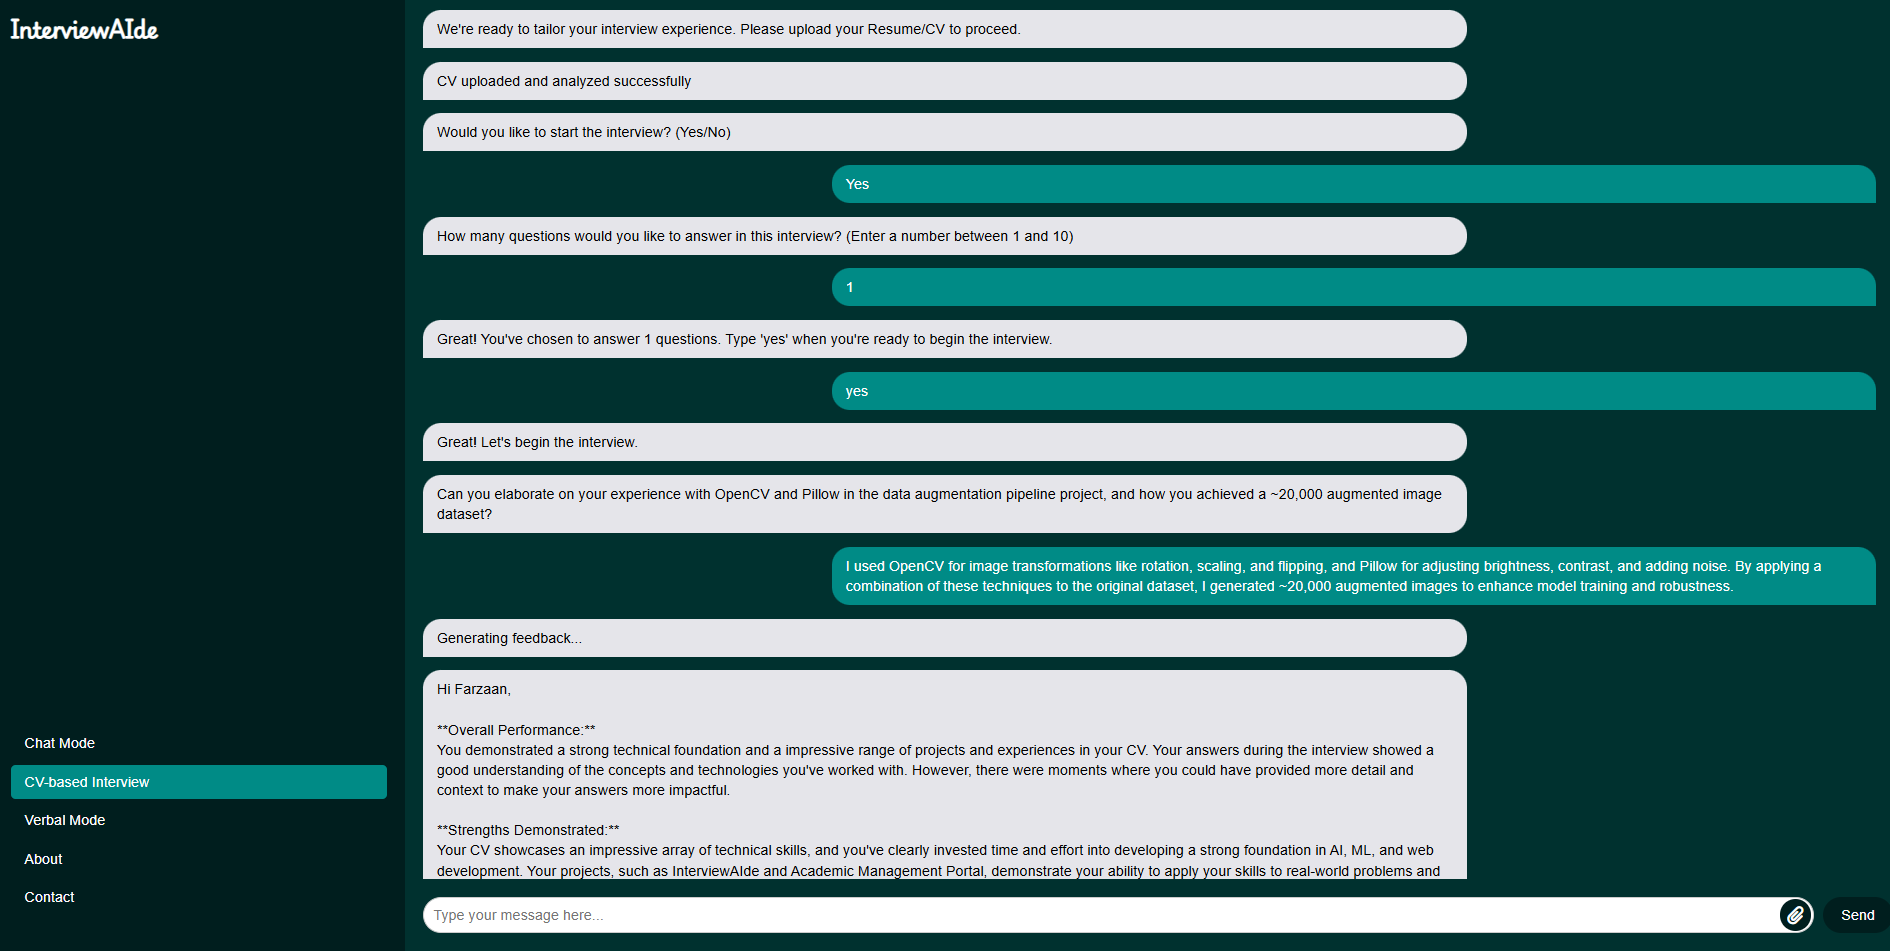 InterviewAIde
We're ready to tailor your interview experience. Please upload your Resume/CV to proceed.
CV uploaded and analyzed successfully
Would you like to start the interview? (Yes/No)
Yes
How many questions would you like to answer in this interview? (Enter a number between 1 and 10)
1
Great! You've chosen to answer 1 questions. Type 'yes' when you're ready to begin the interview.
yes
Great! Let's begin the interview.
Can you elaborate on your experience with OpenCV and Pillow in the data augmentation pipeline project, and how you achieved a ~20,000 augmented image
dataset?
I used OpenCV for image transformations like rotation, scaling, and flipping, and Pillow for adjusting brightness, contrast, and adding noise. By applying a
combination of these techniques to the original dataset, I generated ~20,000 augmented images to enhance model training and robustness.
Generating feedback...
Hi Farzaan,
**Overall Performance:**
You demonstrated a strong technical foundation and a impressive range of projects and experiences in your CV. Your answers during the interview showed a
good understanding of the concepts and technologies you've worked with. However, there were moments where you could have provided more detail and
context to make your answers more impactful.
**Strengths Demonstrated:**
Your CV showcases an impressive array of technical skills, and you've clearly invested time and effort into developing a strong foundation in AI, ML, and web
development. Your projects, such as InterviewAIde and Academic Management Portal, demonstrate your ability to apply your skills to real-world problems and
Chat Mode
CV-based Interview
Verbal Mode
About
Contact
Type your message here...
Send